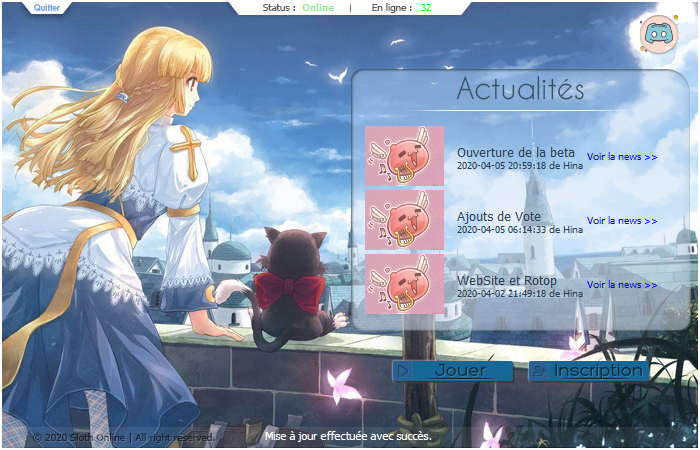 Quitter
Status : Online | En ligne : 32
Actualités
Ouverture de la beta
2020-04-05 20:59:18 de Hina
Voir la news >>
Ajouts de Vote
2020-04-05 06:14:33 de Hina
Voir la news >>
WebSite et Rotop
2020-04-02 21:49:18 de Hina
Voir la news >>
Jouer
Inscription
© 2020 Sloth Online | All right reserved.
Mise à jour effectuée avec succès.